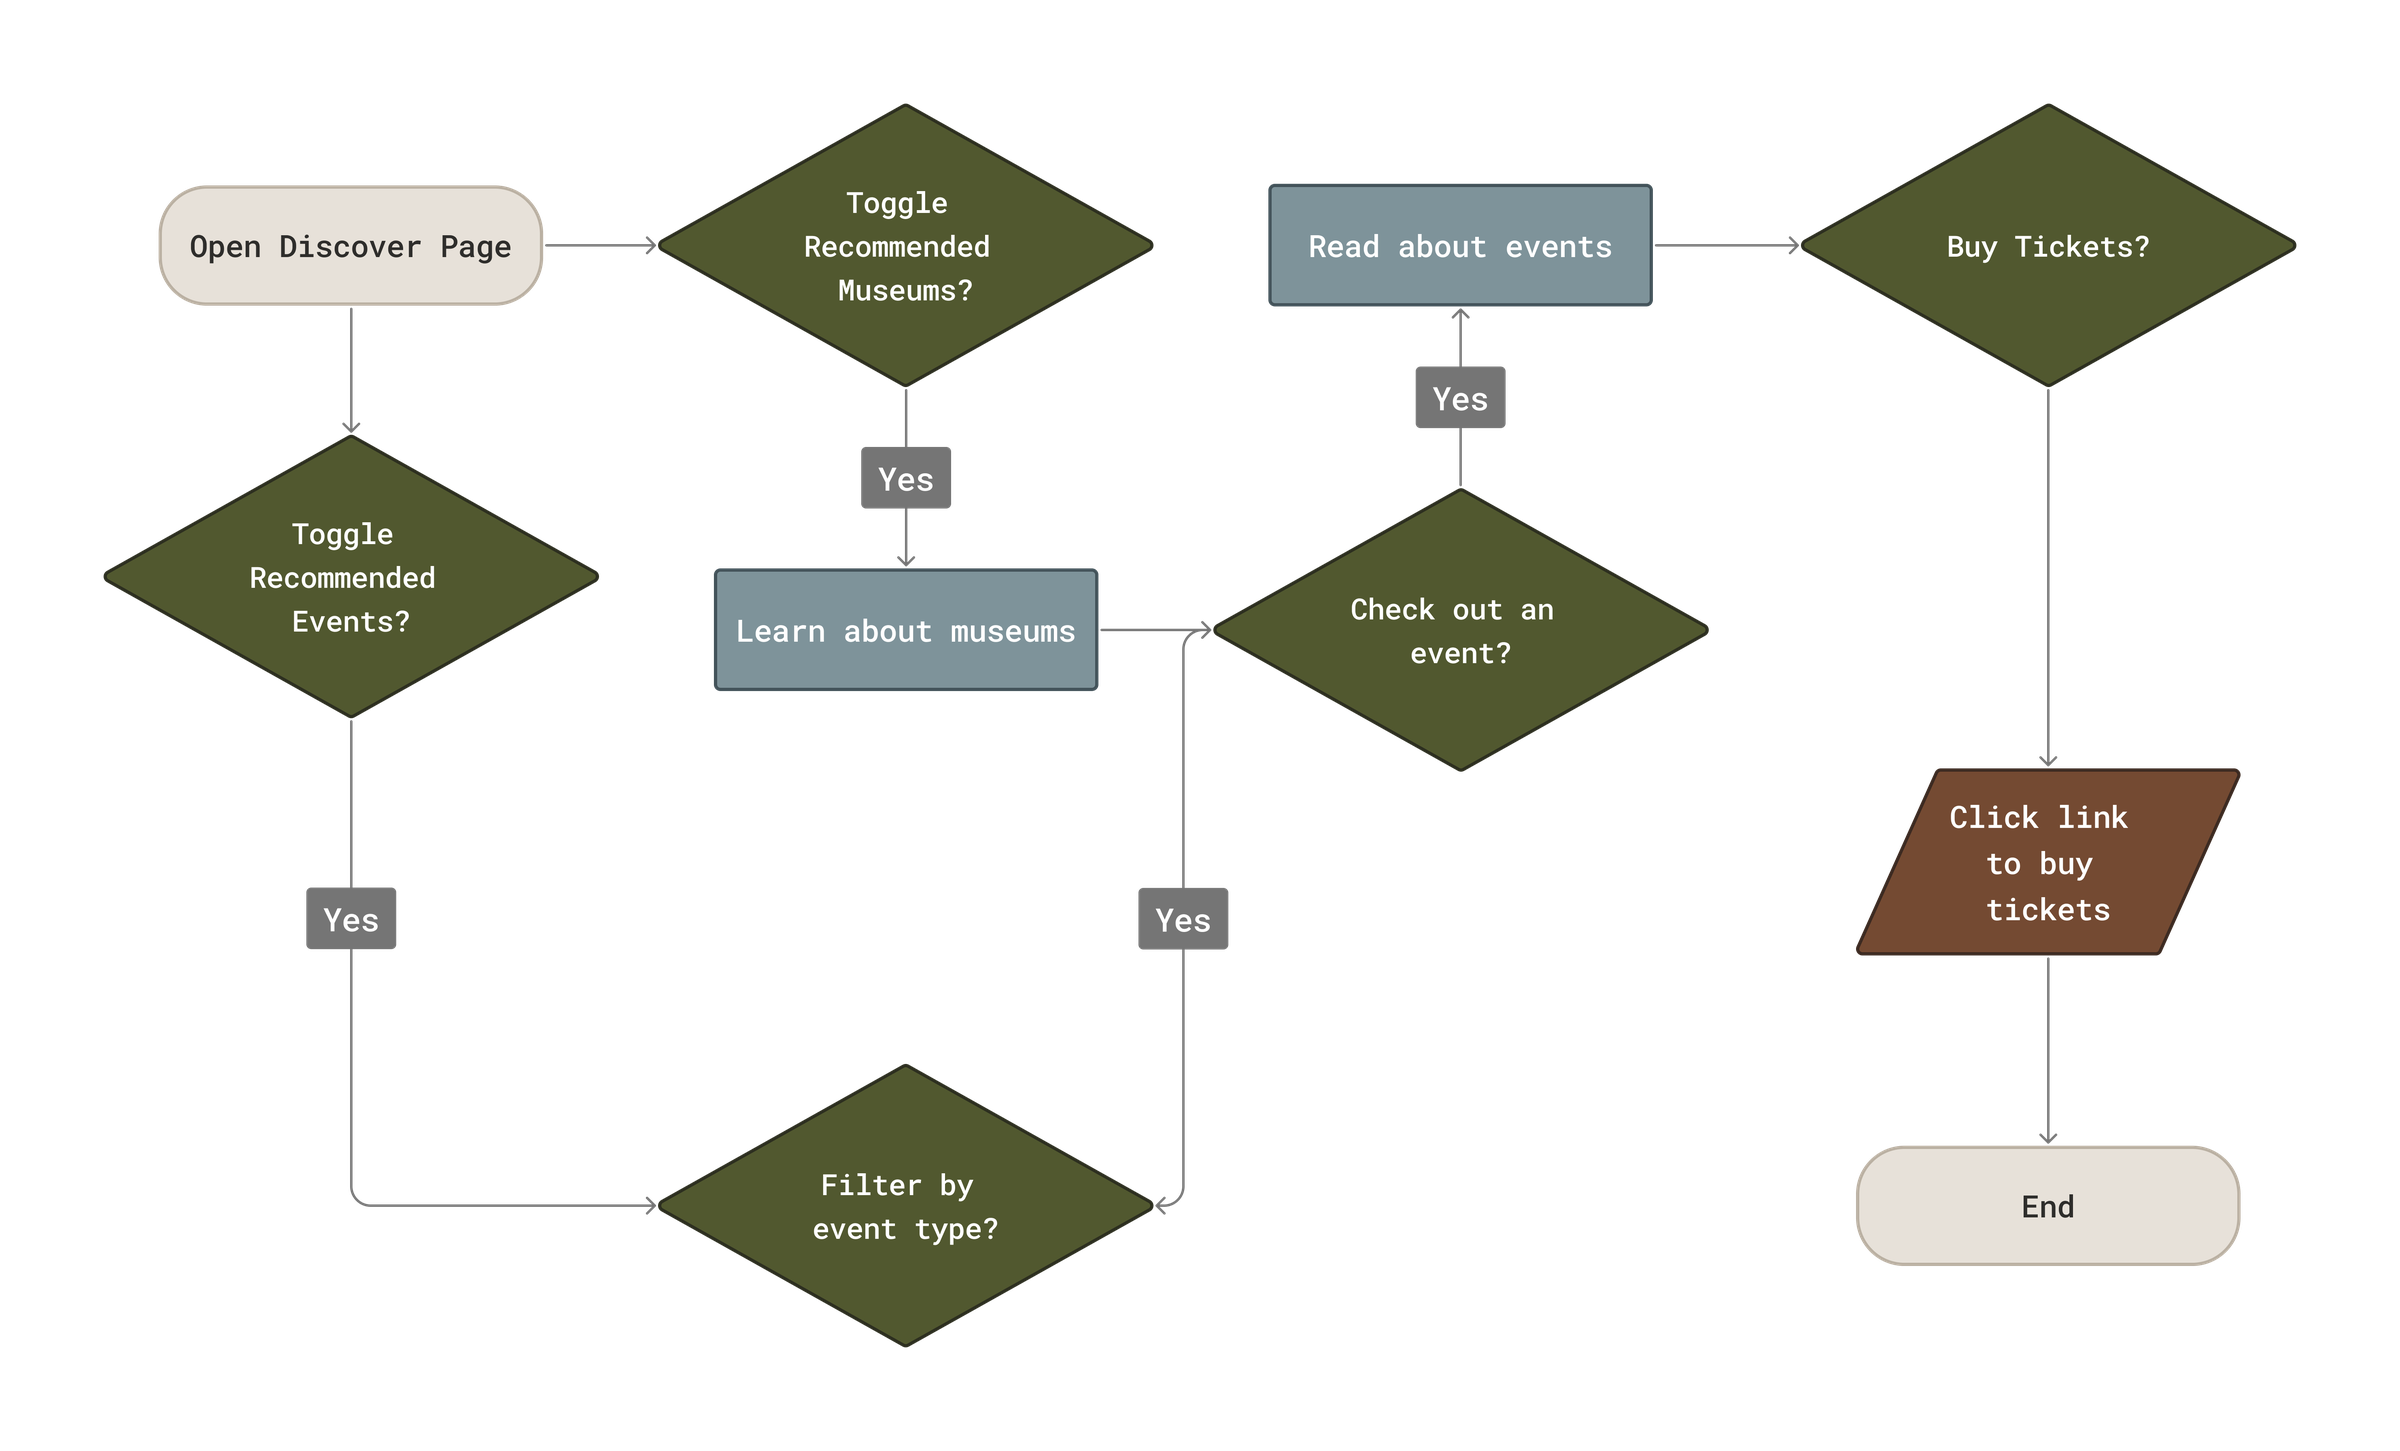 Open Discover Page
Toggle
Recommended
Museums?
Read about events
Buy Tickets?
Yes
Yes
Toggle
Recommended
Events?
Learn about museums
Check out an
event?
Click link
to buy
tickets
Yes
Yes
Filter by
event type?
End